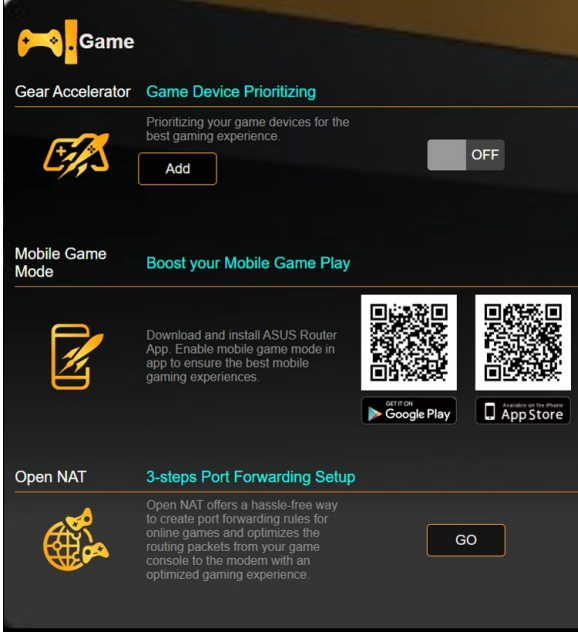 Game
Gear Accelerator
Game Device Prioritizing
Prioritizing your game devices for the
best gaming experience.
Add
OFF
Mobile Game
Mode
Boost your Mobile Game Play
Download and install ASUS Router
App. Enable mobile game mode in
app to ensure the best mobile
gaming experiences.
GET IT ON
Google Play
Available on the iPhone
App Store
Open NAT
3-steps Port Forwarding Setup
Open NAT offers a hassle-free way
to create port forwarding rules for
online games and optimizes the
routing packets from your game
console to the modem with an
optimized gaming experience.
GO